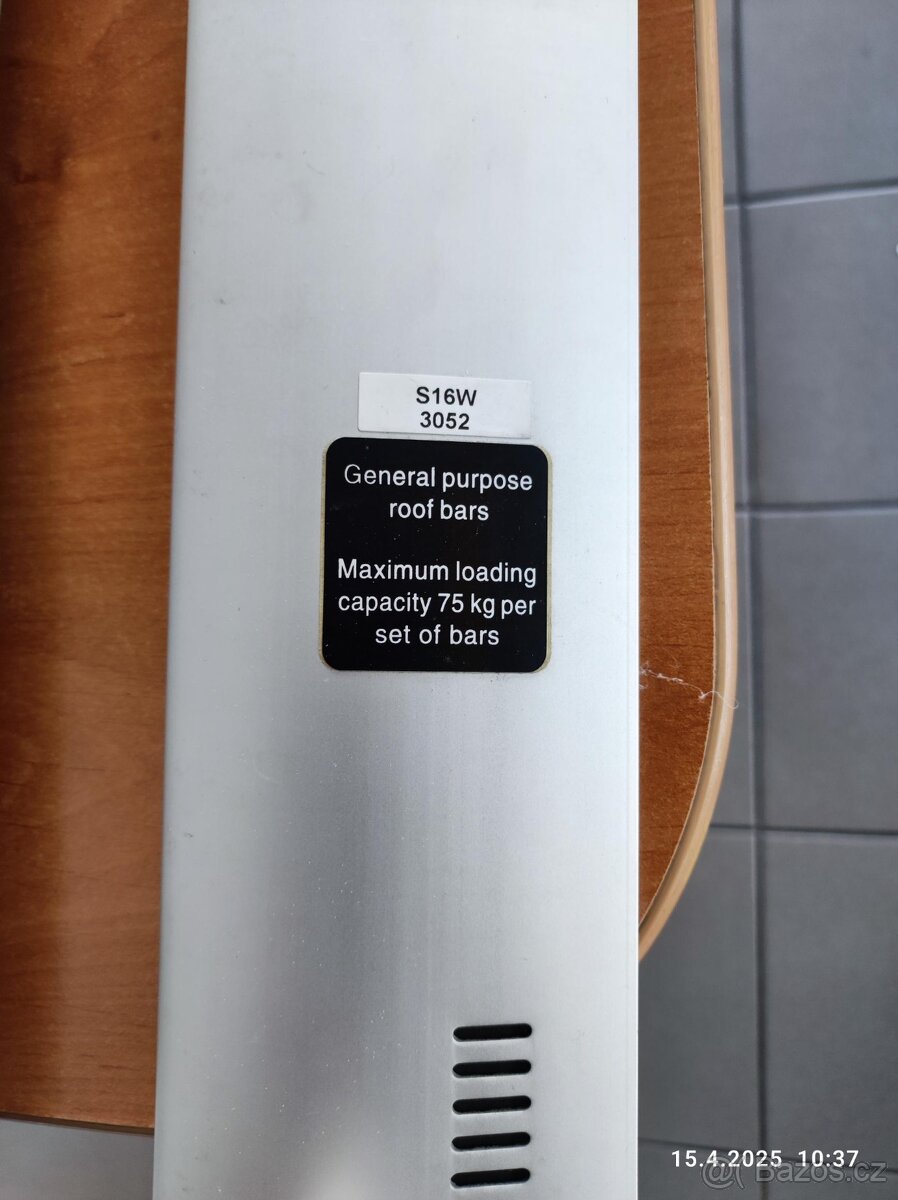 S16W
3052
General purpose
roof bars
Maximum loading
capacity 75 kg per
set of bars
15.4.2025 10:37
Bazoš.cz